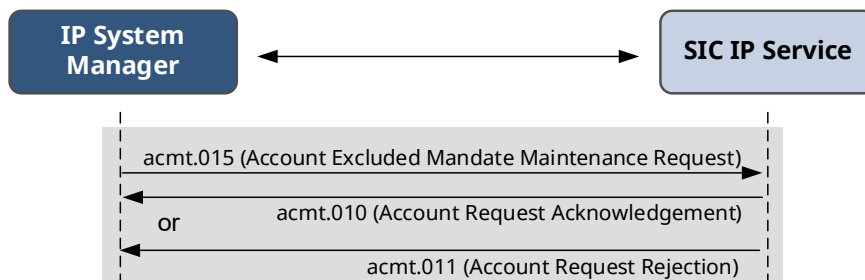 IP System
Manager
SIC IP Service
acmt.015 (Account Excluded Mandate Maintenance Request)
acmt.010 (Account Request Acknowledgement)
or
acmt.011 (Account Request Rejection)